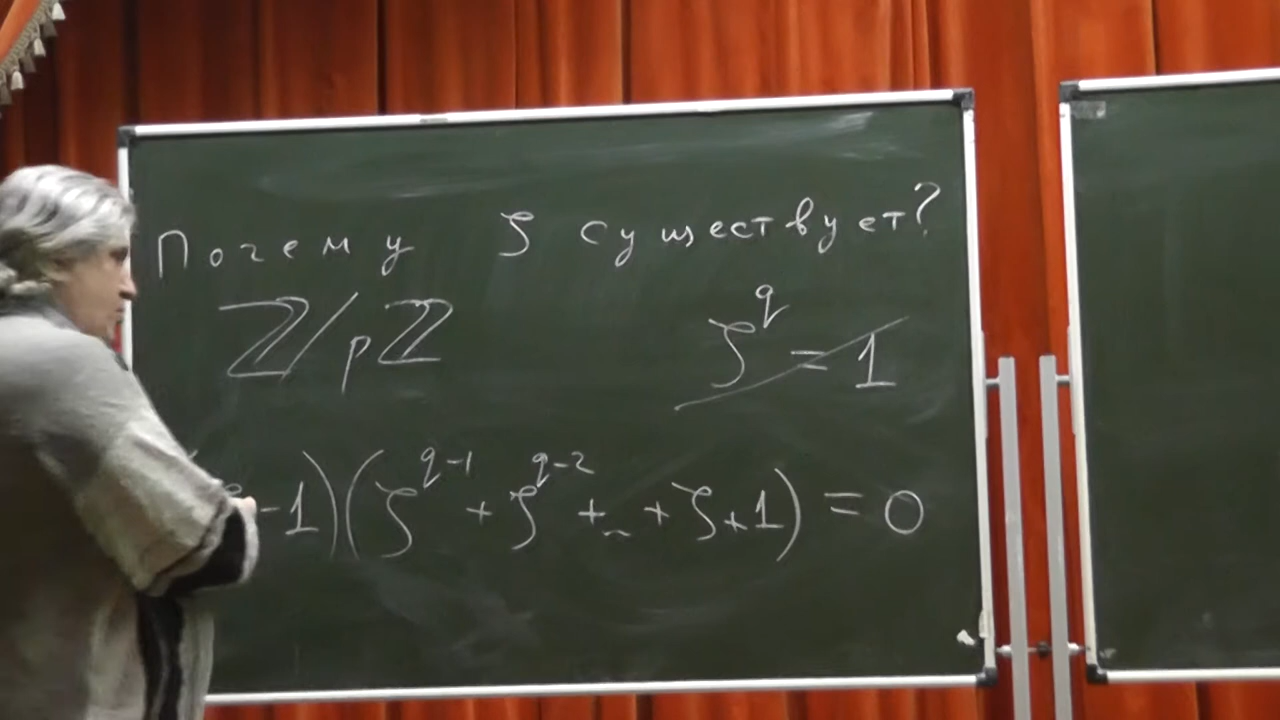 Почему ζ существует?
ℤ/pℤ ζ^q = 1
-1)(ζ^{q-1} + ζ^{q-2} + ... + ζ + 1) = 0